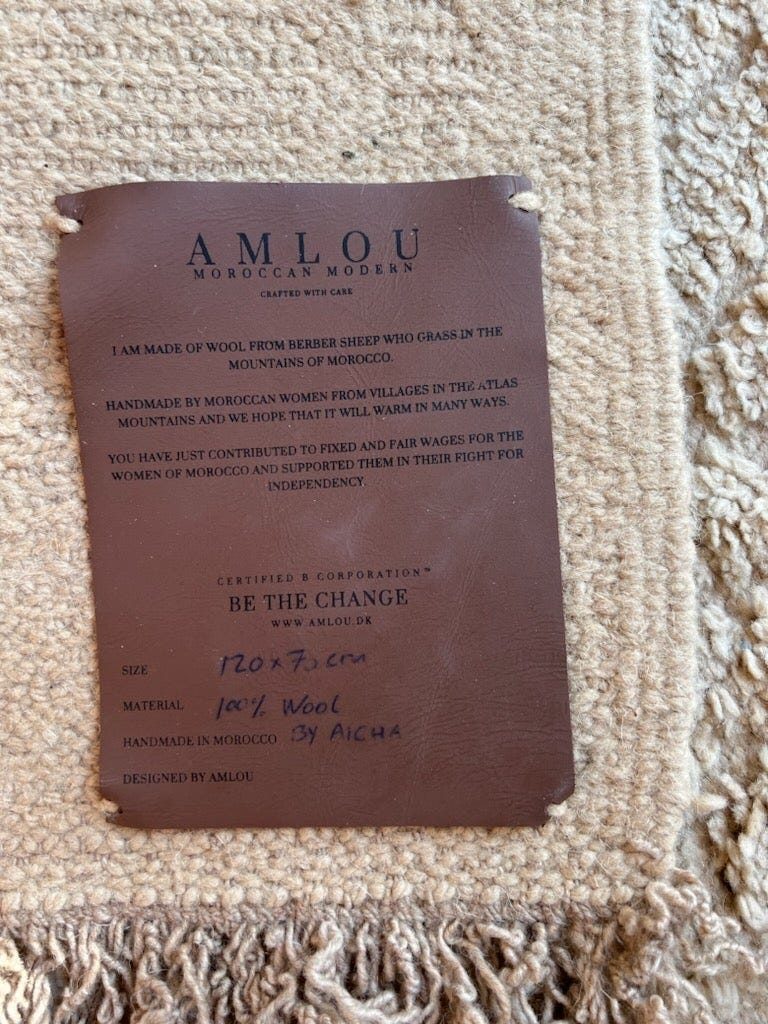 AMLOU
MOROCCAN MODERN
CRAFTED WITH CARE
I AM MADE OF WOOL FROM BERBER SHEEP WHO GRASS IN THE
MOUNTAINS OF MOROCCO.
HANDMADE BY MOROCCAN WOMEN FROM VILLAGES IN THE ATLAS
MOUNTAINS AND WE HOPE THAT IT WILL WARM IN MANY WAYS.
YOU HAVE JUST CONTRIBUTED TO FIXED AND FAIR WAGES FOR THE
WOMEN OF MOROCCO AND SUPPORTED THEM IN THEIR FIGHT FOR
INDEPENDENCY.
CERTIFIED B CORPORATION™
BE THE CHANGE
WWW.AMLOU.DK
SIZE 120x70 cm
MATERIAL 100% WOOL
HANDMADE IN MOROCCO BY AICHA
DESIGNED BY AMLOU